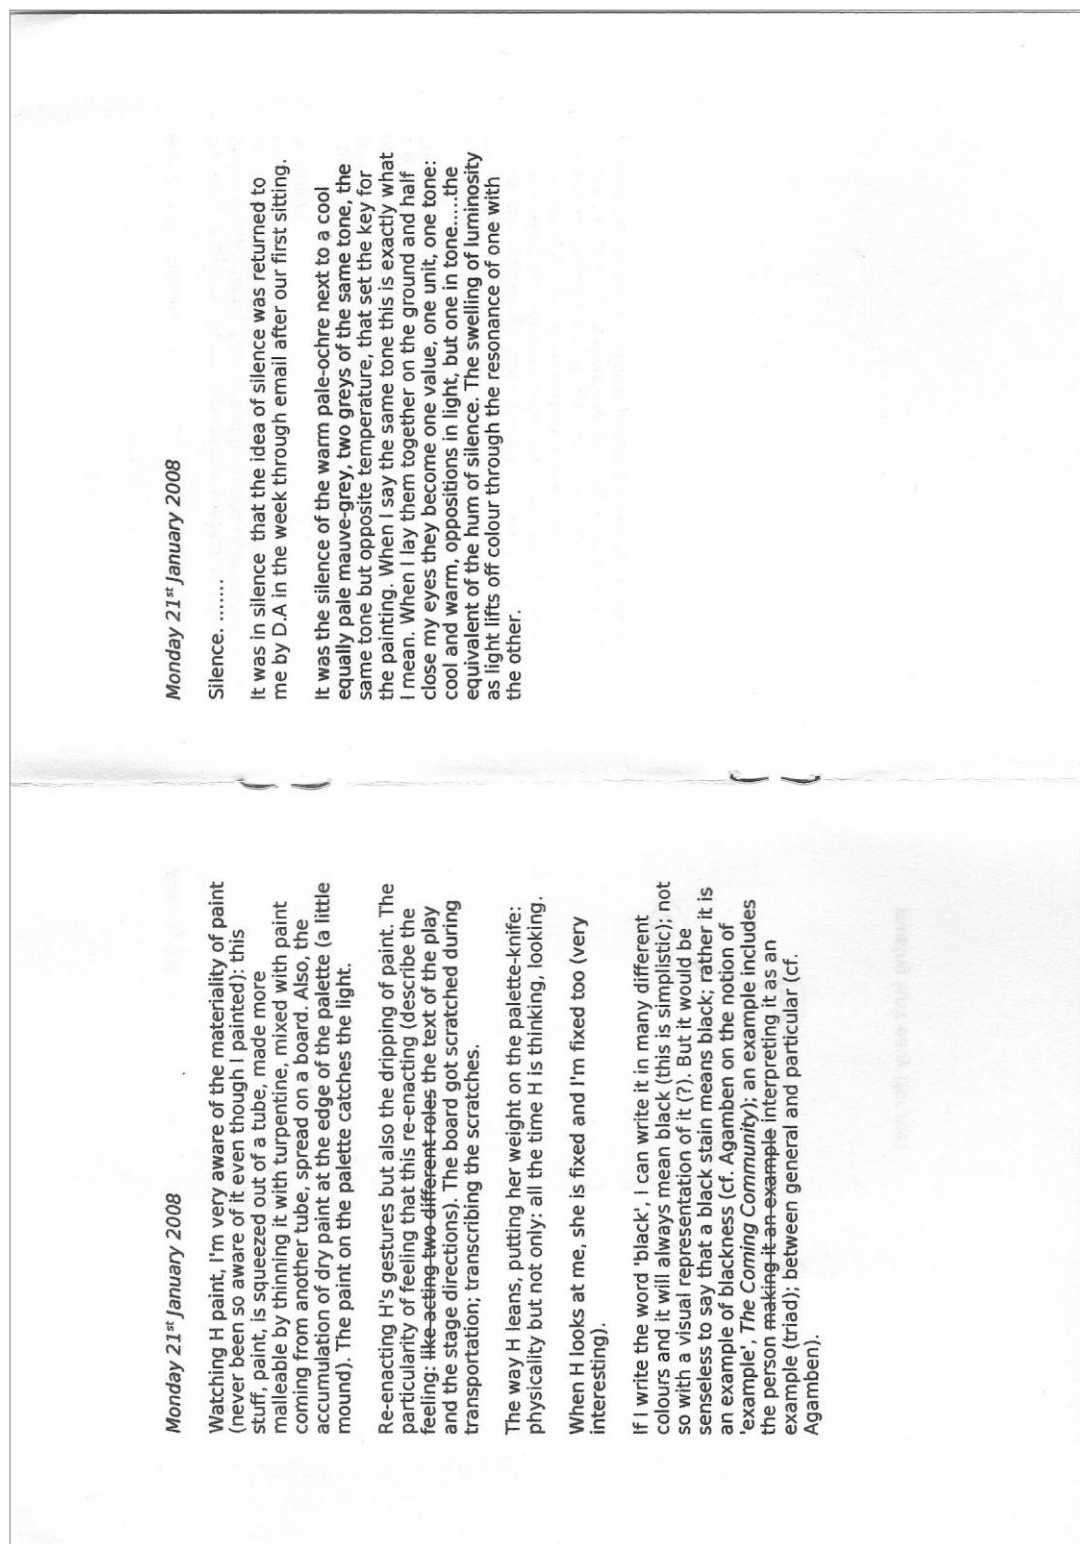 Monday 21st January 2008
Watching H paint, I'm very aware of the materiality of paint
(never been so aware of it even though I painted): this
stuff, paint, is squeezed out of a tube, made more
malleable by thinning it with turpentine, mixed with paint
coming from another tube, spread on a board. Also, the
accumulation of dry paint at the edge of the palette (a little
mound). The paint on the palette catches the light.
Re-enacting H's gestures but also the dripping of paint. The
particularity of feeling that this re-enacting (describe the
feeling: like acting two different roles the text of the play
and the stage directions). The board got scratched during
transportation; transcribing the scratches.
The way H leans, putting her weight on the palette-knife:
physicality but not only: all the time H is thinking, looking.
When H looks at me, she is fixed and I'm fixed too (very
interesting).
If I write the word 'black', I can write it in many different
colours and it will always mean black (this is simplistic); not
so with a visual representation of it (?). But it would be
senseless to say that a black stain means black; rather it is
an example of blackness (cf. Agamben on the notion of
'example', The Coming Community); an example includes
the person making it an example interpreting it as an
example (triad); between general and particular (cf.
Agamben).
Monday 21st January 2008
Silence. .......
It was in silence that the idea of silence was returned to
me by D.A in the week through email after our first sitting.
It was the silence of the warm pale-ochre next to a cool
equally pale mauve-grey, two greys of the same tone, the
same tone but opposite temperature, that set the key for
the painting. When I say the same tone this is exactly what
I mean. When I lay them together on the ground and half
close my eyes they become one value, one unit, one tone:
cool and warm, oppositions in light, but one in tone.....the
equivalent of the hum of silence. The swelling of luminosity
as light lifts off colour through the resonance of one with
the other.